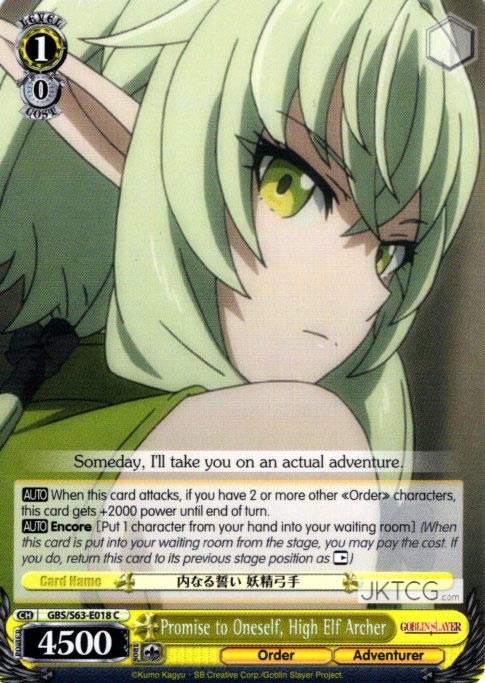 LEVEL
1
0
COST
Someday, I'll take you on an actual adventure.
AUTO When this card attacks, if you have 2 or more other «Order» characters,
this card gets +2000 power until end of turn.
AUTO Encore [Put 1 character from your hand into your waiting room] (When
this card is put into your waiting room from the stage, you may pay the cost. If
you do, return this card to its previous stage position as )
Card Name 内なる誓い 妖精弓手
JKTCG.com
CH GBS/S63-E018 C
Promise to Oneself, High Elf Archer GOBLIN SLAYER
POWER 4500 SOUL
Order Adventurer
©Kumo Kagyu · SB Creative Corp./Goblin Slayer Project.